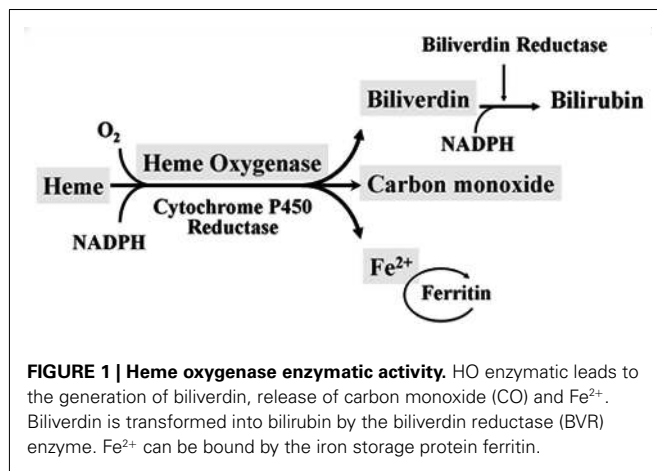 Biliverdin Reductase
Biliverdin
Bilirubin
O₂
NADPH
Heme Oxygenase
Heme
Carbon monoxide
Cytochrome P450
Reductase
NADPH
Fe²⁺
Ferritin
FIGURE 1 | Heme oxygenase enzymatic activity. HO enzymatic leads to
the generation of biliverdin, release of carbon monoxide (CO) and Fe²⁺.
Biliverdin is transformed into bilirubin by the biliverdin reductase (BVR)
enzyme. Fe²⁺ can be bound by the iron storage protein ferritin.